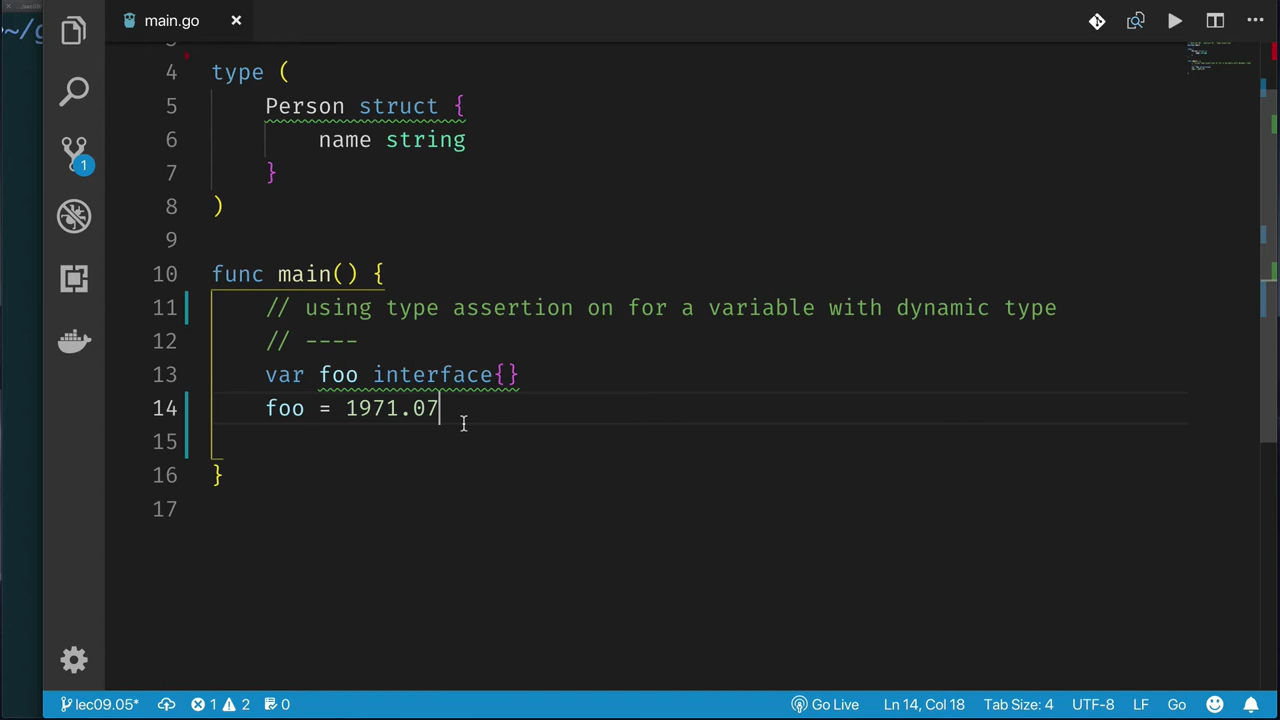 ~/g
main.go
3
4 type (
5 Person struct {
6 name string
7 }
8 )
9
10 func main() {
11 // using type assertion on for a variable with dynamic type
12 // ----
13 var foo interface{}
14 foo = 1971.07
15
16 }
17
1
lec09.05* 1 2 0 Go Live Ln 14, Col 18 Tab Size: 4 UTF-8 LF Go